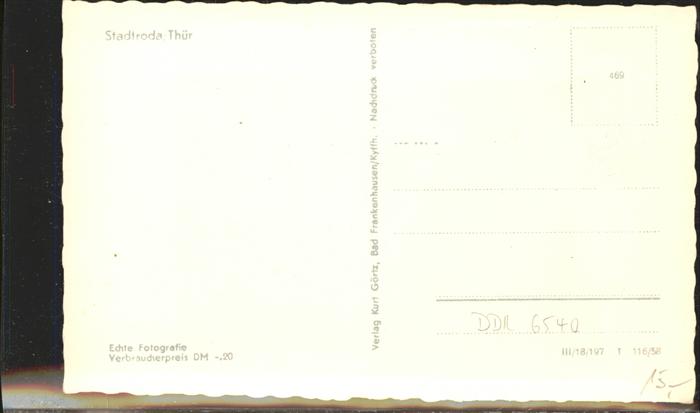 Stadtroda Thür
Echte Fotografie
Verbraucherpreis DM -.20
Verlag Kurt Görtz, Bad Frankenhausen/Kyffh. · Nachdruck verboten
469
DDR 6540
III/18/197 T 116/58
15,-